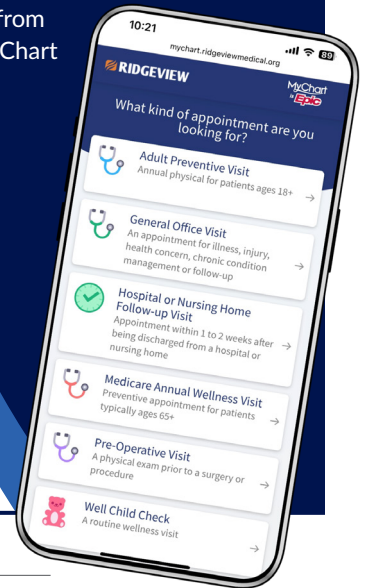 from
Chart
10:21
89
mychart.ridgeviewmedical.org
RIDGEVIEW
MyChart
by Epic
What kind of appointment are you
looking for?
Adult Preventive Visit
Annual physical for patients ages 18+
General Office Visit
An appointment for illness, injury,
health concern, chronic condition
management or follow-up
Hospital or Nursing Home
Follow-up Visit
Appointment within 1 to 2 weeks after
being discharged from a hospital or
nursing home
Medicare Annual Wellness Visit
Preventive appointment for patients
typically ages 65+
Pre-Operative Visit
A physical exam prior to a surgery or
procedure
Well Child Check
A routine wellness visit